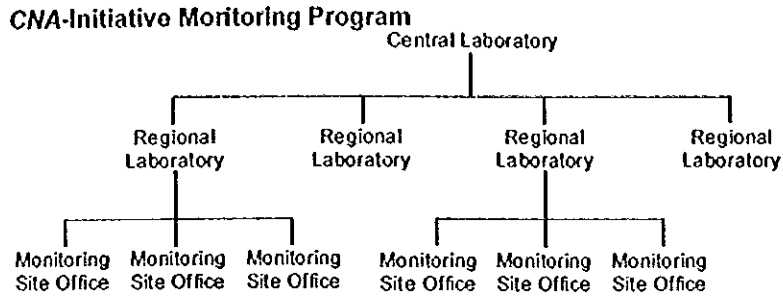 CNA-Initiative Moritoring Program
Central Laboratory
Regional Laboratory
Regional Laboratory
Regional Laboratory
Regional Laboratory
Monitoring Site Office
Monitoring Site Office
Monitoring Site Office
Monitoring Site Office
Monitoring Site Office
Monitoring Site Office